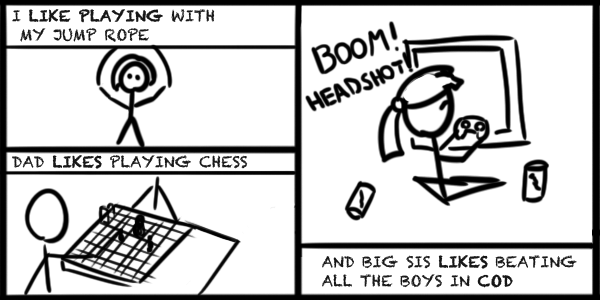 I LIKE PLAYING WITH
MY JUMP ROPE
DAD LIKES PLAYING CHESS
BOOM!
HEADSHOT!!
AND BIG SIS LIKES BEATING
ALL THE BOYS IN COD